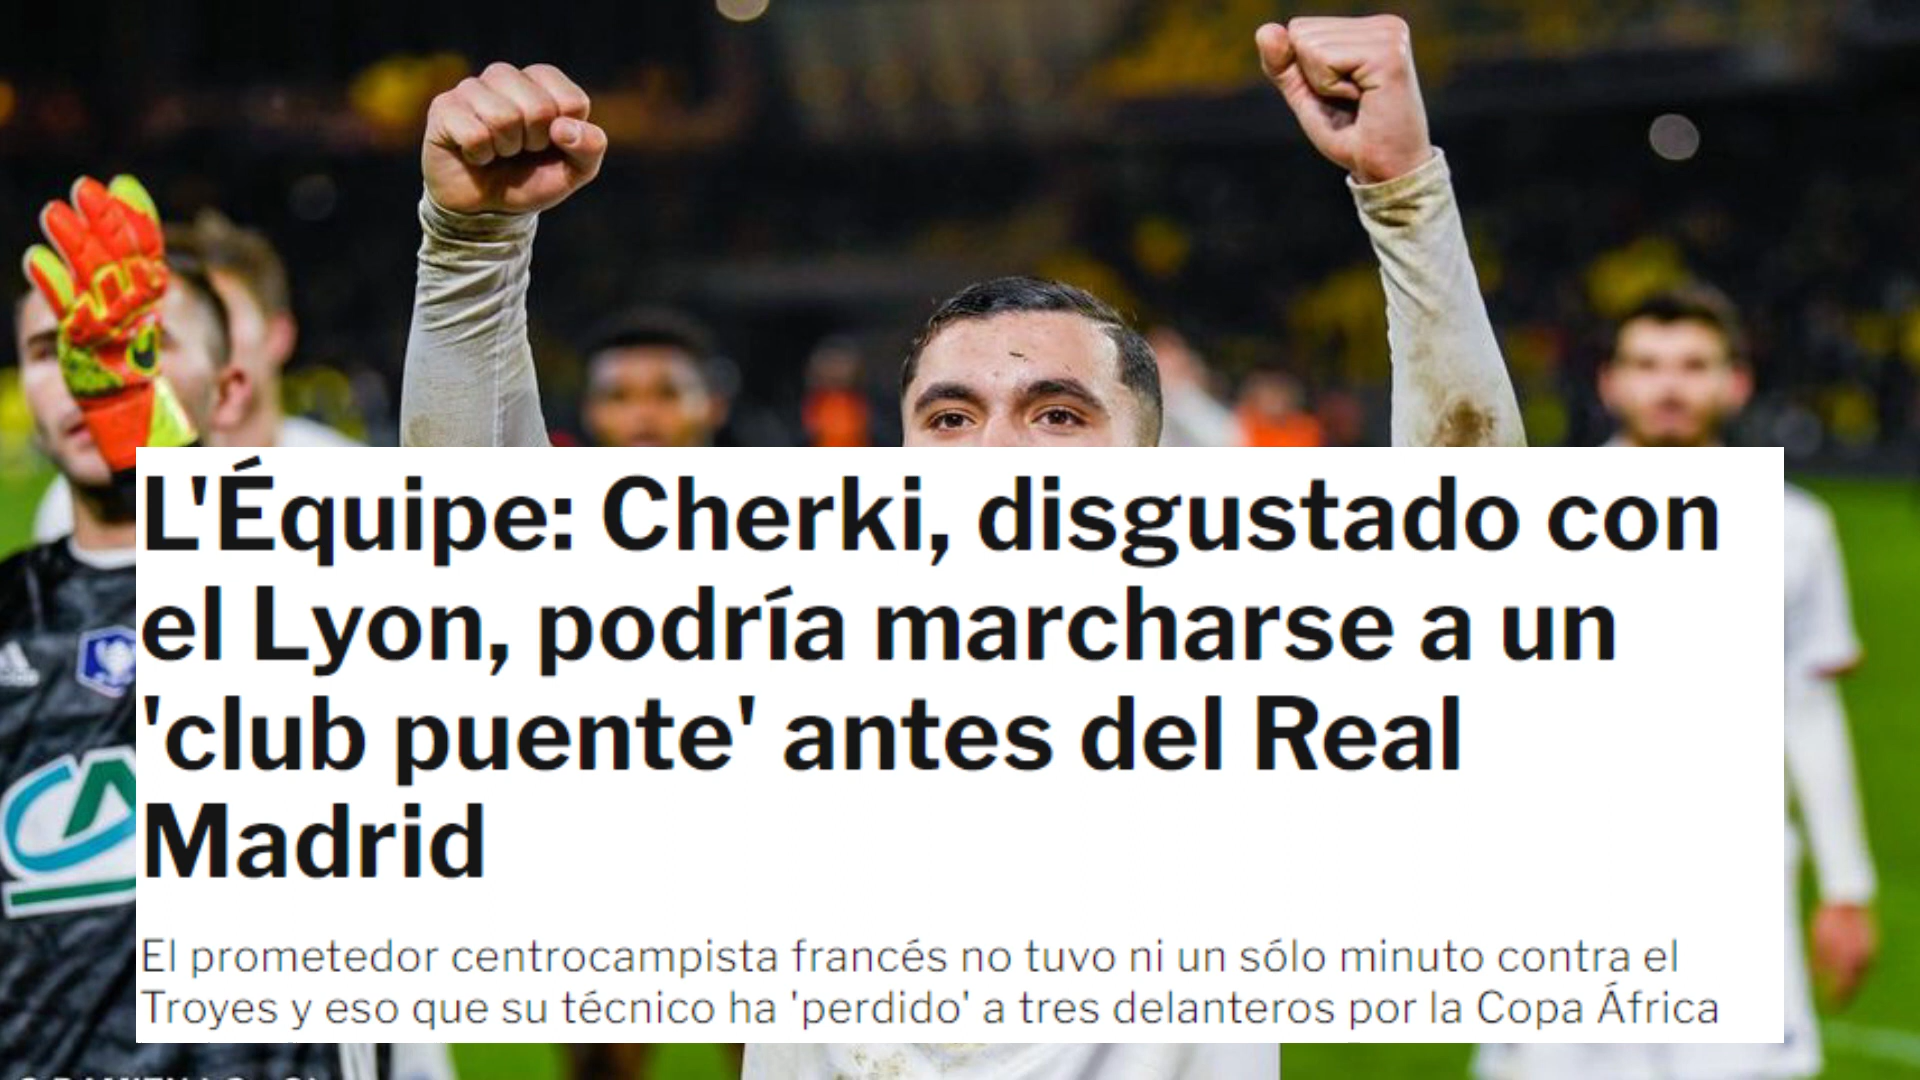 L'Équipe: Cherki, disgustado con
el Lyon, podría marcharse a un
'club puente' antes del Real
Madrid
El prometedor centrocampista francés no tuvo ni un sólo minuto contra el
Troyes y eso que su técnico ha 'perdido' a tres delanteros por la Copa África
CA